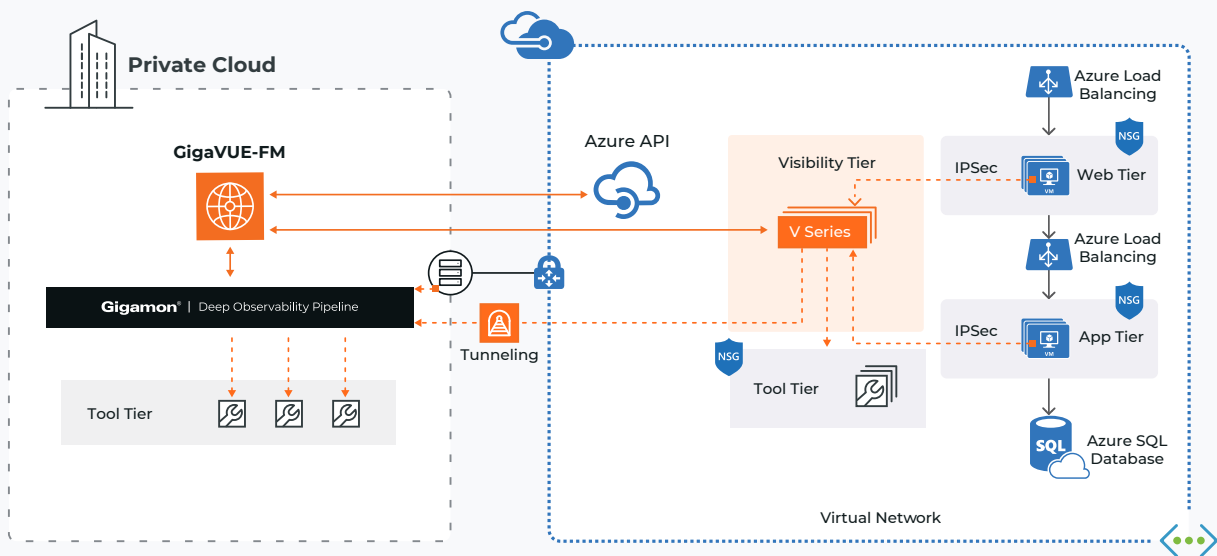 Private Cloud
GigaVUE-FM
Gigamon® | Deep Observability Pipeline
Tool Tier
Tunneling
Azure API
Visibility Tier
V Series
NSG
Tool Tier
Azure Load
Balancing
NSG
IPSec
VM
Web Tier
Azure Load
Balancing
NSG
IPSec
VM
App Tier
SQL
Azure SQL
Database
Virtual Network